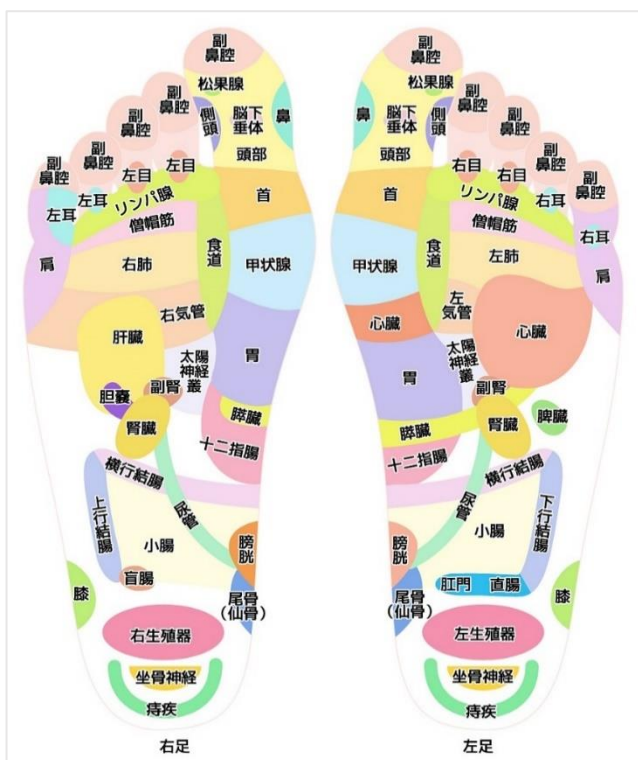 副
鼻腔
松果腺
副
鼻腔
側頭
脳下
垂体
鼻
副
鼻腔
頭部
副
鼻腔
左目
左目
副
鼻腔
左耳
左耳
リンパ腺
首
僧帽筋
肩
食道
右肺
甲状腺
右気管
肝臓
太陽
神経
叢
胃
副腎
胆嚢
腎臓
膵臓
十二指腸
横行結腸
上行結腸
尿管
小腸
膀胱
盲腸
膝
尾骨
(仙骨)
右生殖器
坐骨神経
痔疾
右足
副
鼻腔
松果腺
副
鼻腔
鼻
脳下
垂体
側頭
副
鼻腔
頭部
副
鼻腔
右目
右目
副
鼻腔
右耳
リンパ腺
首
右耳
僧帽筋
食道
肩
左肺
甲状腺
左
気管
心臓
心臓
太陽
神経
叢
胃
副腎
脾臓
腎臓
膵臓
十二指腸
横行結腸
下行結腸
尿管
小腸
膀胱
肛門 直腸
膝
尾骨
(仙骨)
左生殖器
坐骨神経
痔疾
左足